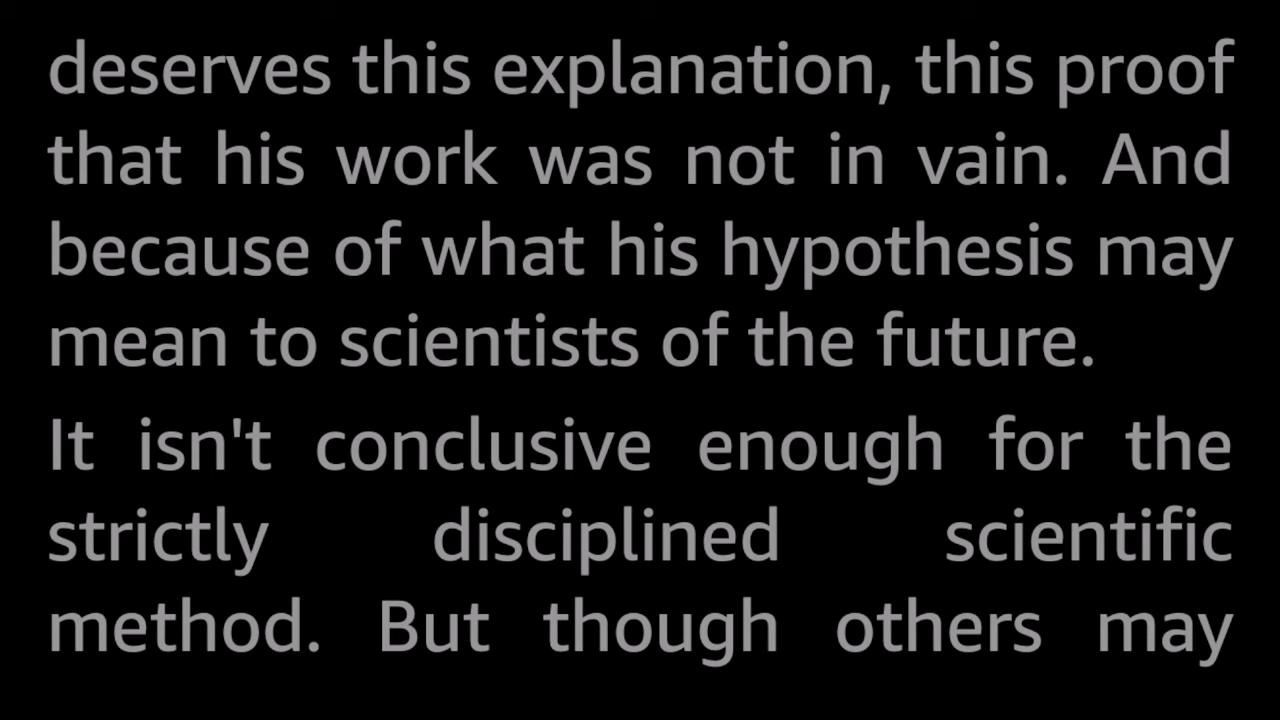 deserves this explanation, this proof
that his work was not in vain. And
because of what his hypothesis may
mean to scientists of the future.
It isn't conclusive enough for the
strictly disciplined scientific
method. But though others may